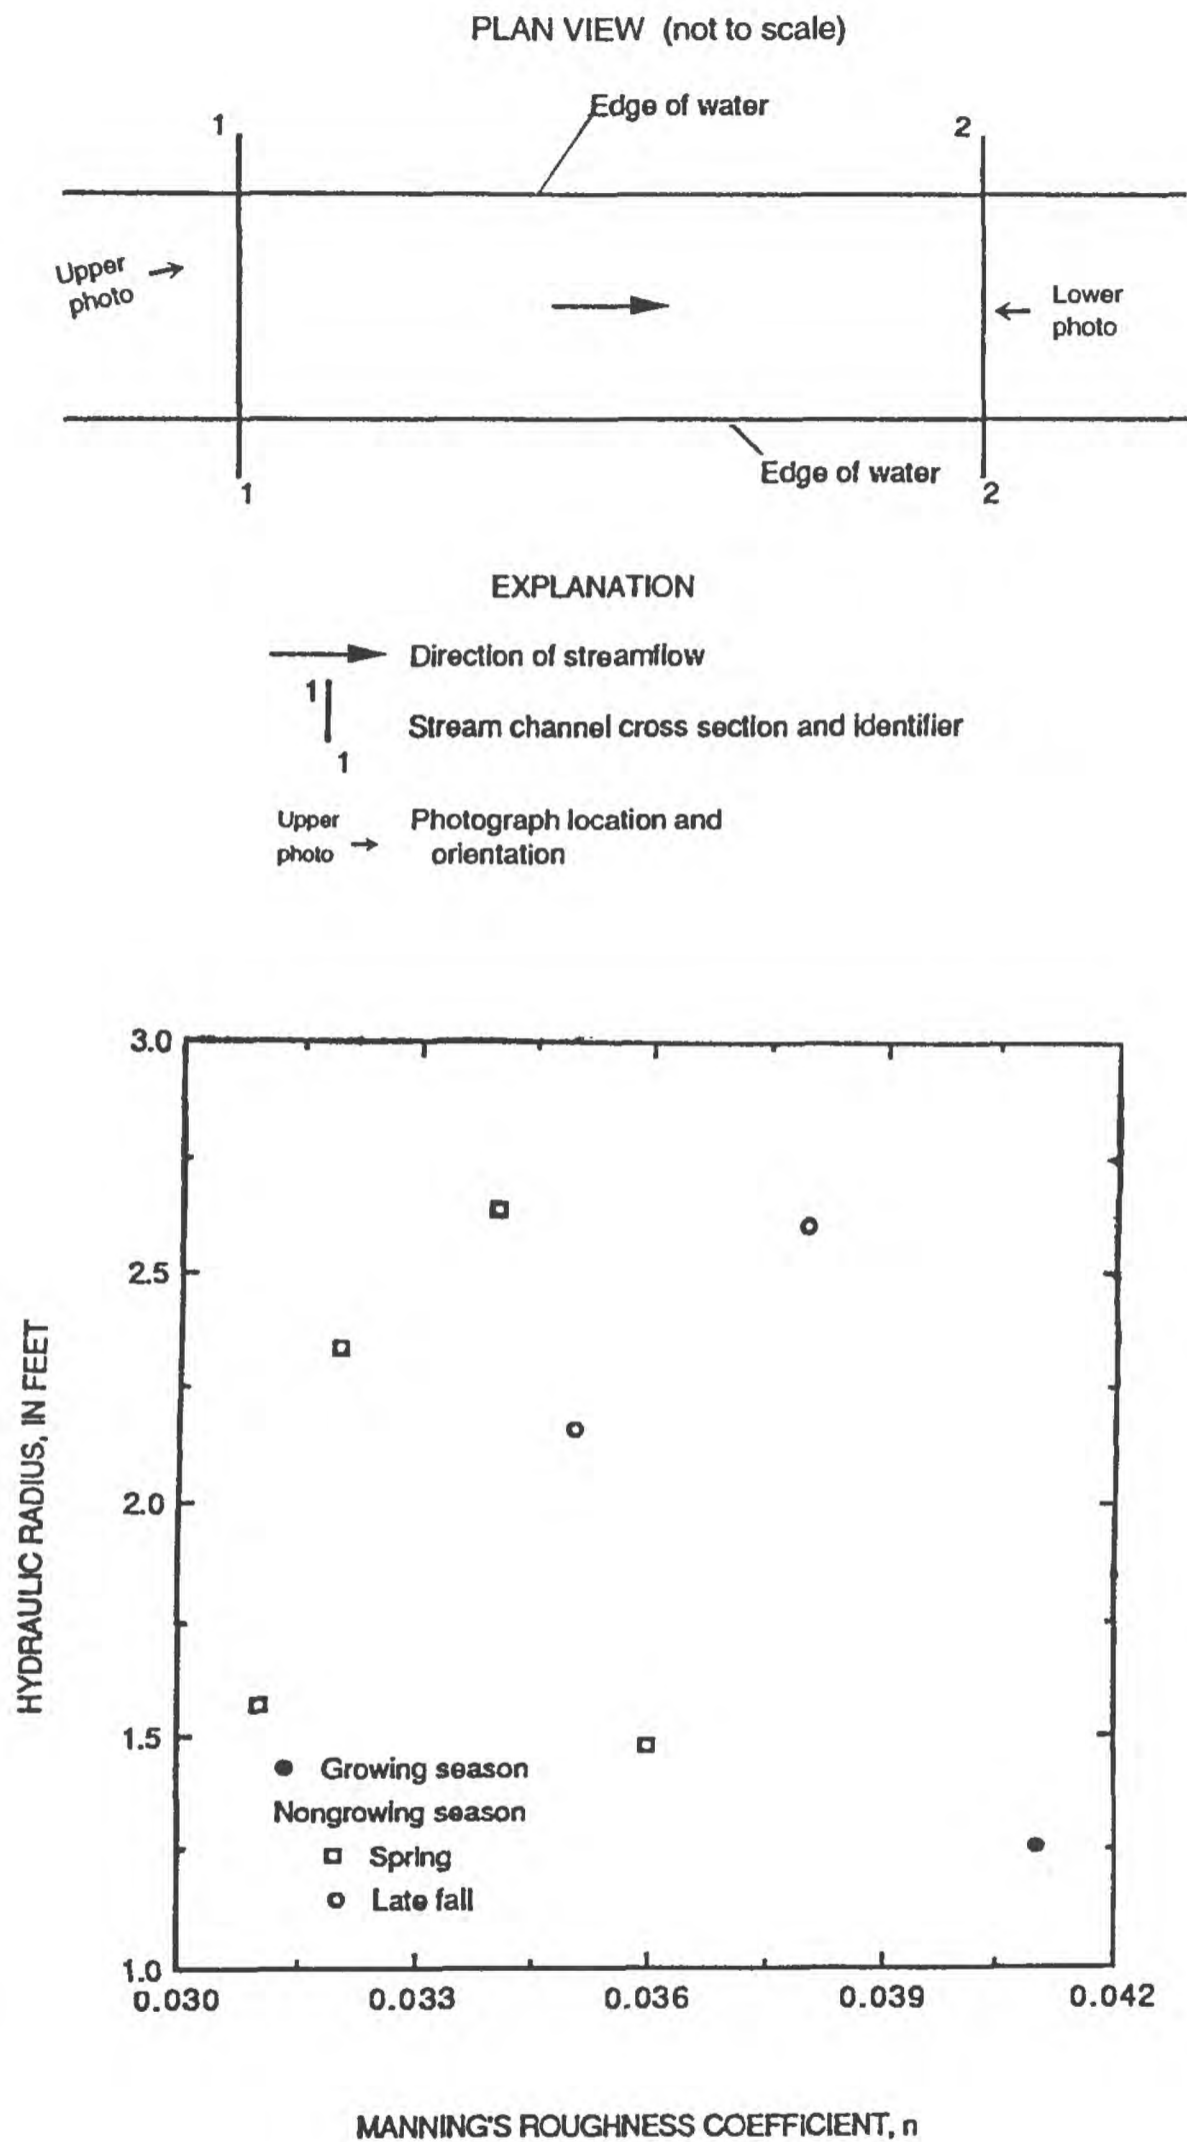 PLAN VIEW (not to scale)
Edge of water
1
2
Upper
photo
Lower
photo
Edge of water
1
2
EXPLANATION
Direction of streamflow
1
Stream channel cross section and identifier
1
Upper
photo
Photograph location and
orientation
3.0
2.5
2.0
1.5
1.0
HYDRAULIC RADIUS, IN FEET
Growing season
Nongrowing season
Spring
Late fall
0.030
0.033
0.036
0.039
0.042
MANNING'S ROUGHNESS COEFFICIENT, n